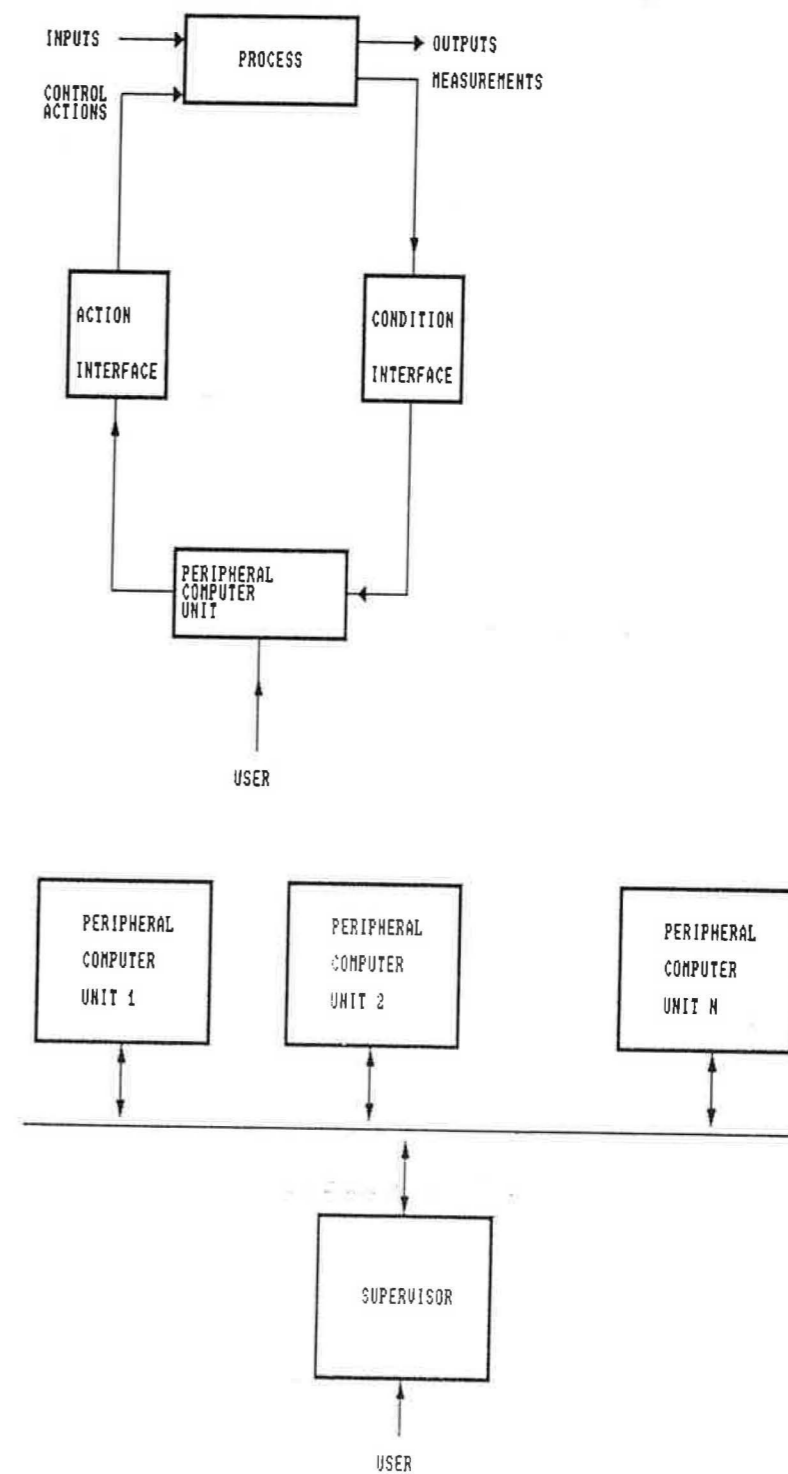 INPUTS
PROCESS
OUTPUTS
MEASUREMENTS
CONTROL
ACTIONS
ACTION
INTERFACE
CONDITION
INTERFACE
PERIPHERAL
COMPUTER
UNIT
USER
PERIPHERAL
COMPUTER
UNIT 1
PERIPHERAL
COMPUTER
UNIT 2
PERIPHERAL
COMPUTER
UNIT N
SUPERVISOR
USER